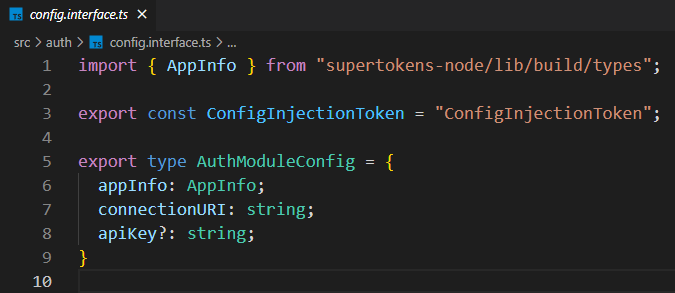 TS config.interface.ts ×
src > auth > TS config.interface.ts > ...
1 import { AppInfo } from "supertokens-node/lib/build/types";
2
3 export const ConfigInjectionToken = "ConfigInjectionToken";
4
5 export type AuthModuleConfig = {
6   appInfo: AppInfo;
7   connectionURI: string;
8   apiKey?: string;
9 }
10